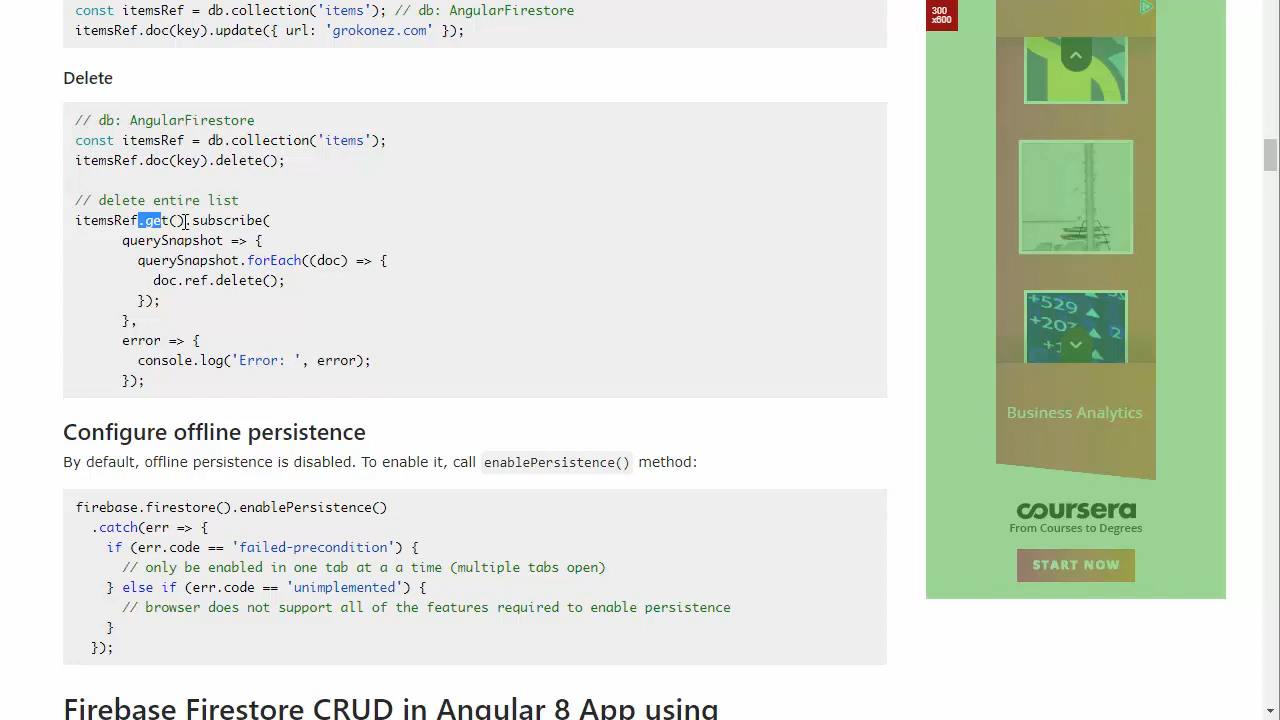 const itemsRef = db.collection('items'); // db: AngularFirestore
itemsRef.doc(key).update({ url: 'grokonez.com' });
Delete
// db: AngularFirestore
const itemsRef = db.collection('items');
itemsRef.doc(key).delete();
// delete entire list
itemsRef.get().subscribe(
querySnapshot => {
querySnapshot.forEach((doc) => {
doc.ref.delete();
});
},
error => {
console.log('Error: ', error);
});
Configure offline persistence
By default, offline persistence is disabled. To enable it, call enablePersistence() method:
firebase.firestore().enablePersistence()
.catch(err => {
if (err.code == 'failed-precondition') {
// only be enabled in one tab at a a time (multiple tabs open)
} else if (err.code == 'unimplemented') {
// browser does not support all of the features required to enable persistence
}
});
Firebase Firestore CRUD in Angular 8 App using
300
x600
+529
Business Analytics
coursera
From Courses to Degrees
START NOW